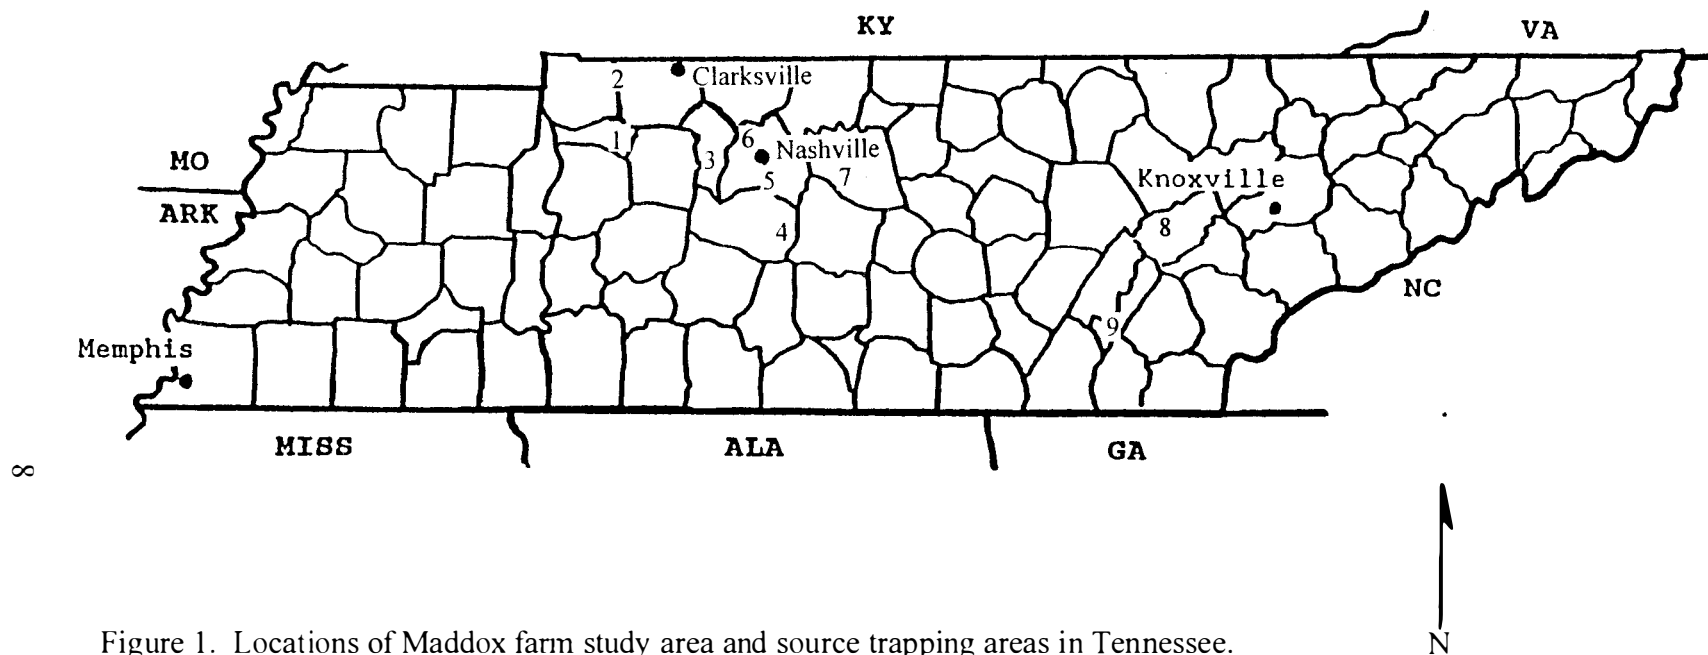 KY
VA
2
Clarksville
1
6
3
Nashville
MO
5
7
Knoxville
ARK
8
4
NC
9
Memphis
MISS
ALA
GA
8
N
Figure 1. Locations of Maddox farm study area and source trapping areas in Tennessee.